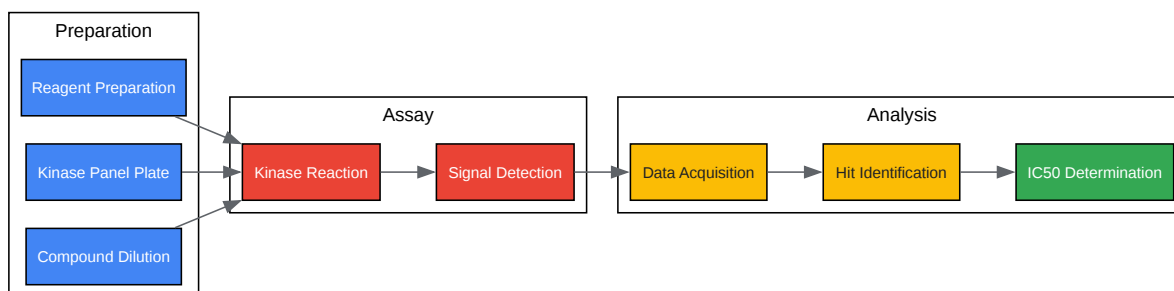 Preparation
Reagent Preparation
Kinase Panel Plate
Compound Dilution
Assay
Kinase Reaction
Signal Detection
Analysis
Data Acquisition
Hit Identification
IC50 Determination